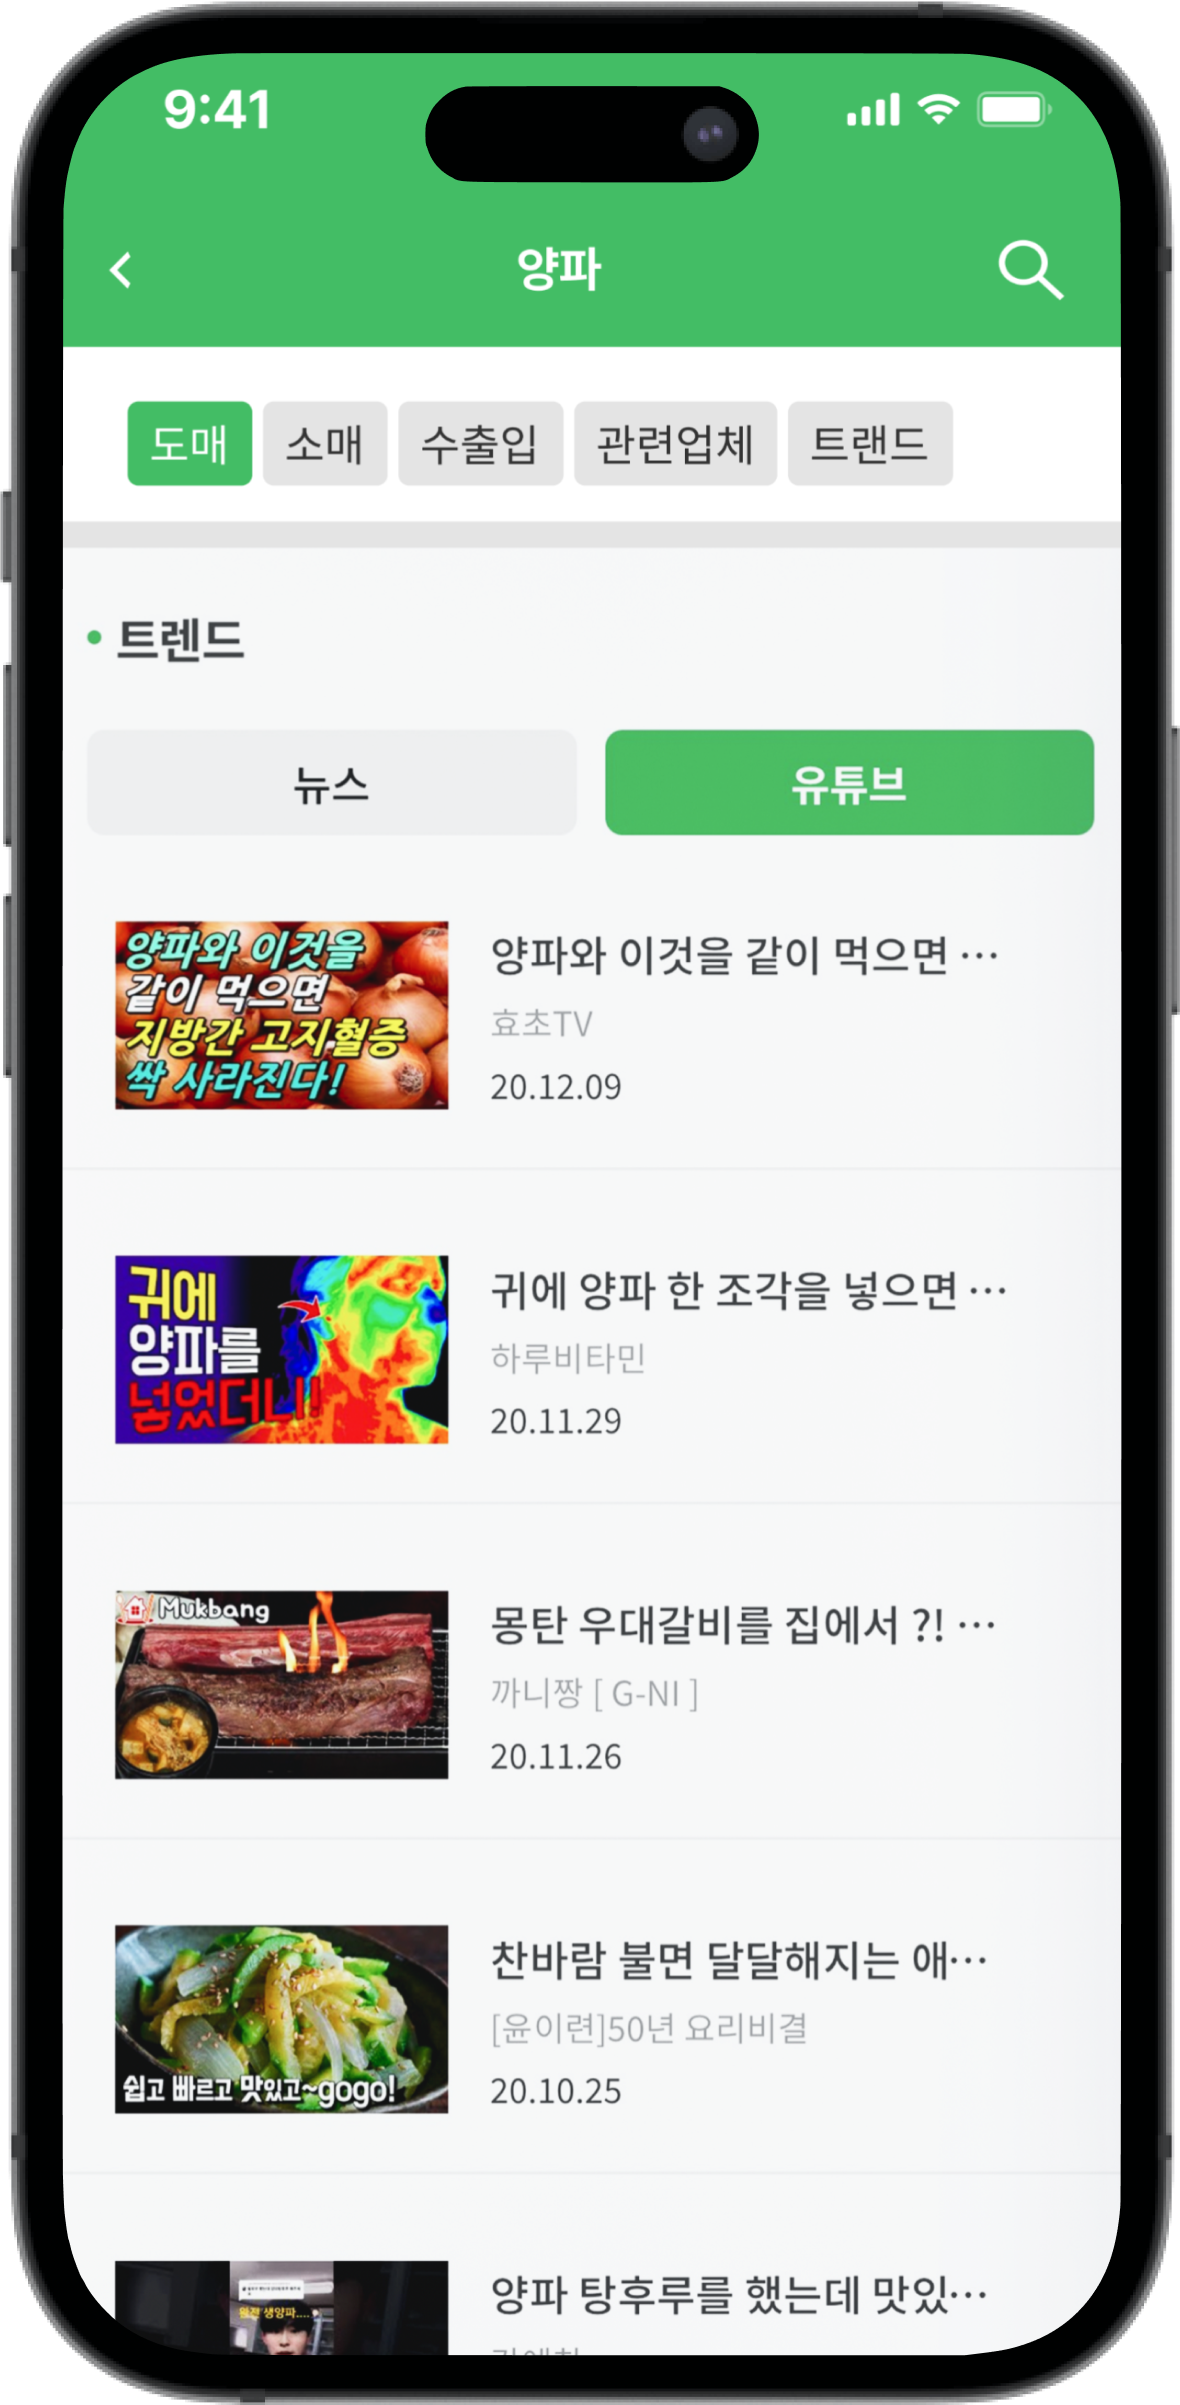 9:41
양파
도매
소매
수출입
관련업체
트랜드
트렌드
뉴스
유튜브
양파와 이것을
같이 먹으면
지방간 고지혈증
싹 사라진다!
양파와 이것을 같이 먹으면 …
효초TV
20.12.09
귀에
양파를
넣었더니!
귀에 양파 한 조각을 넣으면 …
하루비타민
20.11.29
Mukbang
몽탄 우대갈비를 집에서 ?! …
까니짱 [ G-NI ]
20.11.26
쉽고 빠르고 맛있고~gogo!
찬바람 불면 달달해지는 애…
[윤이련]50년 요리비결
20.10.25
생양파....
양파 탕후루를 했는데 맛있…